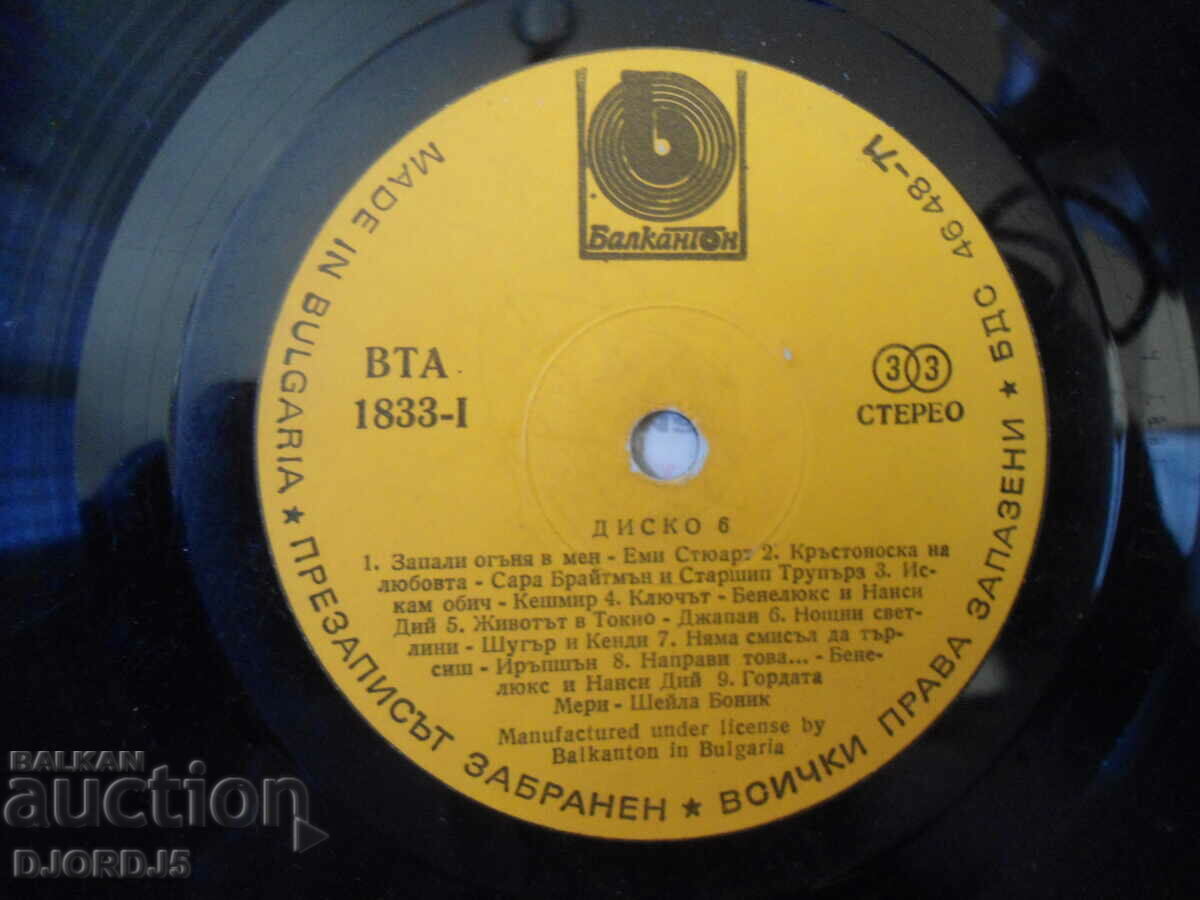 Балкантон
MADE IN BULGARIA ★ ПРЕЗАПИСЪТ ЗАБРАНЕН ★ ВСИЧКИ ПРАВА ЗАПАЗЕНИ ★ БДС 4648-71
ВТА
1833-I
33
СТЕРЕО
ДИСКО 6
1. Запали огъня в мен - Еми Стюарт 2. Кръстоноска на
любовта - Сара Брайтмън и Старшип Трупърз 3. Ис-
кам обич - Кешмир 4. Ключът - Бенелюкс и Нанси
Дий 5. Животът в Токио - Джапан 6. Нощни свет-
лини - Шугър и Кенди 7. Няма смисъл да тър-
сиш - Иръпшън 8. Направи това... - Бене-
люкс и Нанси Дий 9. Гордата
Мери - Шейла Боник
Manufactured under license by
Balkanton in Bulgaria
BALKAN
auction
DJORD_J5